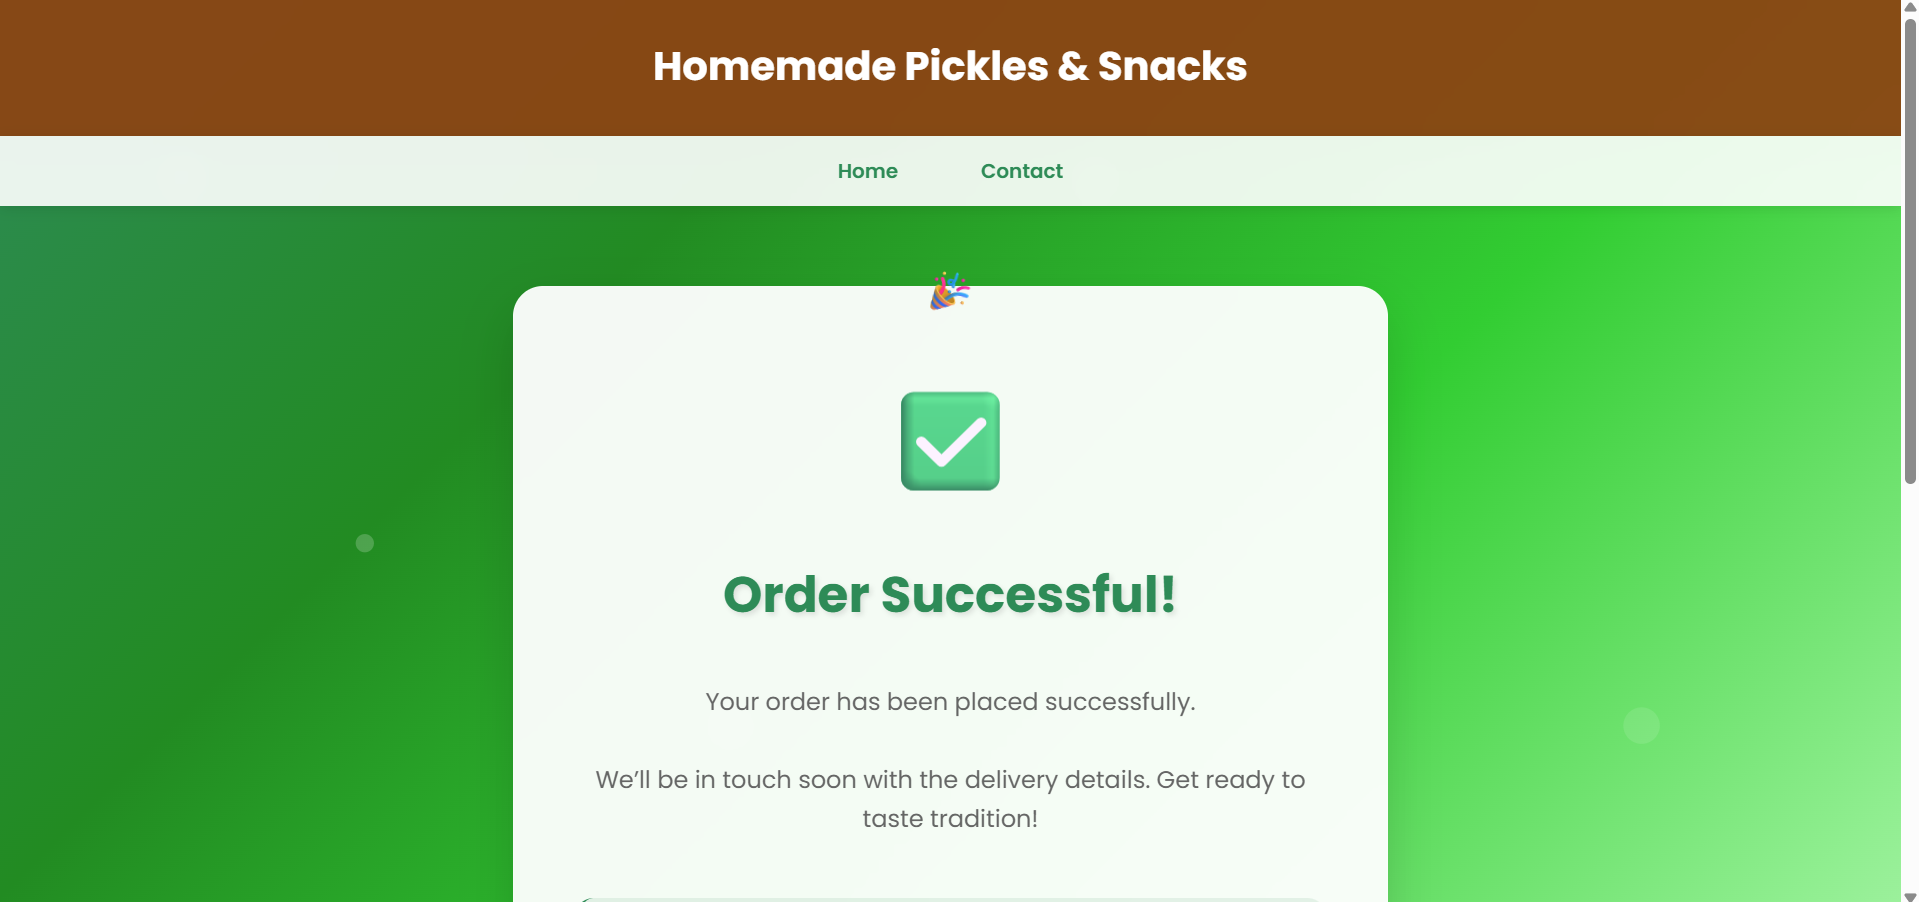 Homemade Pickles & Snacks
Home
Contact
Order Successful!
Your order has been placed successfully.
We’ll be in touch soon with the delivery details. Get ready to
taste tradition!